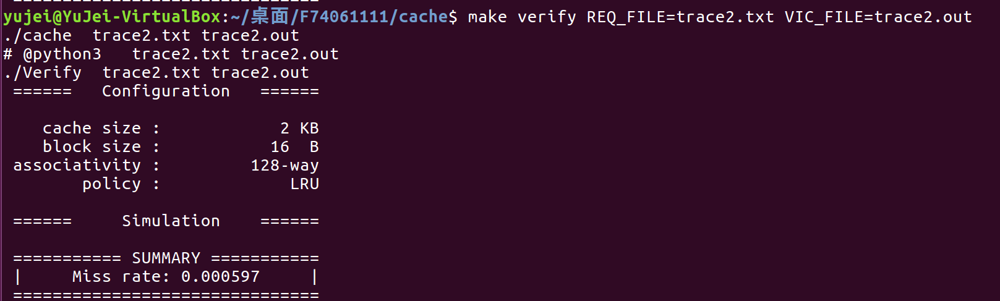 ==============================
yujei@YuJei-VirtualBox:~/桌面/F74061111/cache$ make verify REQ_FILE=trace2.txt VIC_FILE=trace2.out
./cache  trace2.txt trace2.out
# @python3   trace2.txt trace2.out
./Verify  trace2.txt trace2.out
 ======   Configuration   ======

    cache size :            2 KB
    block size :           16  B
 associativity :         128-way
        policy :             LRU

 ======     Simulation    ======

 =========== SUMMARY ===========
 |     Miss rate: 0.000597     |
 ===============================